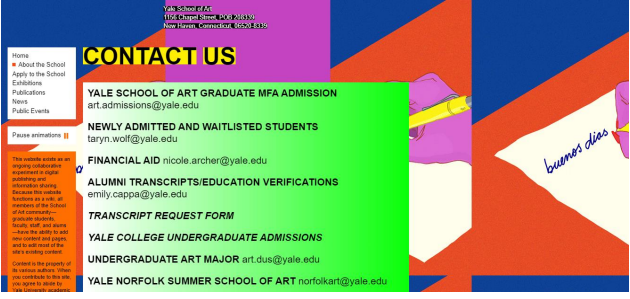 Yale School of Art
1156 Chapel Street, POB 208339
New Haven, Connecticut, 06520-8339
CONTACT US
Home
About the School
Apply to the School
Exhibitions
Publications
News
Public Events
Pause animations
This website exists as an
ongoing collaborative
experiment in digital
publishing and
information sharing.
Because this website
functions as a wiki, all
members of the School
of Art community—
graduate students,
faculty, staff, and alums
—have the ability to add
new content and pages,
and to edit most of the
site's existing content.
Content is the property of
its various authors. When
you contribute to this site,
you agree to abide by
Yale University academic
YALE SCHOOL OF ART GRADUATE MFA ADMISSION
art.admissions@yale.edu
NEWLY ADMITTED AND WAITLISTED STUDENTS
taryn.wolf@yale.edu
FINANCIAL AID nicole.archer@yale.edu
ALUMNI TRANSCRIPTS/EDUCATION VERIFICATIONS
emily.cappa@yale.edu
TRANSCRIPT REQUEST FORM
YALE COLLEGE UNDERGRADUATE ADMISSIONS
UNDERGRADUATE ART MAJOR art.dus@yale.edu
YALE NORFOLK SUMMER SCHOOL OF ART norfolkart@yale.edu
buenos dias